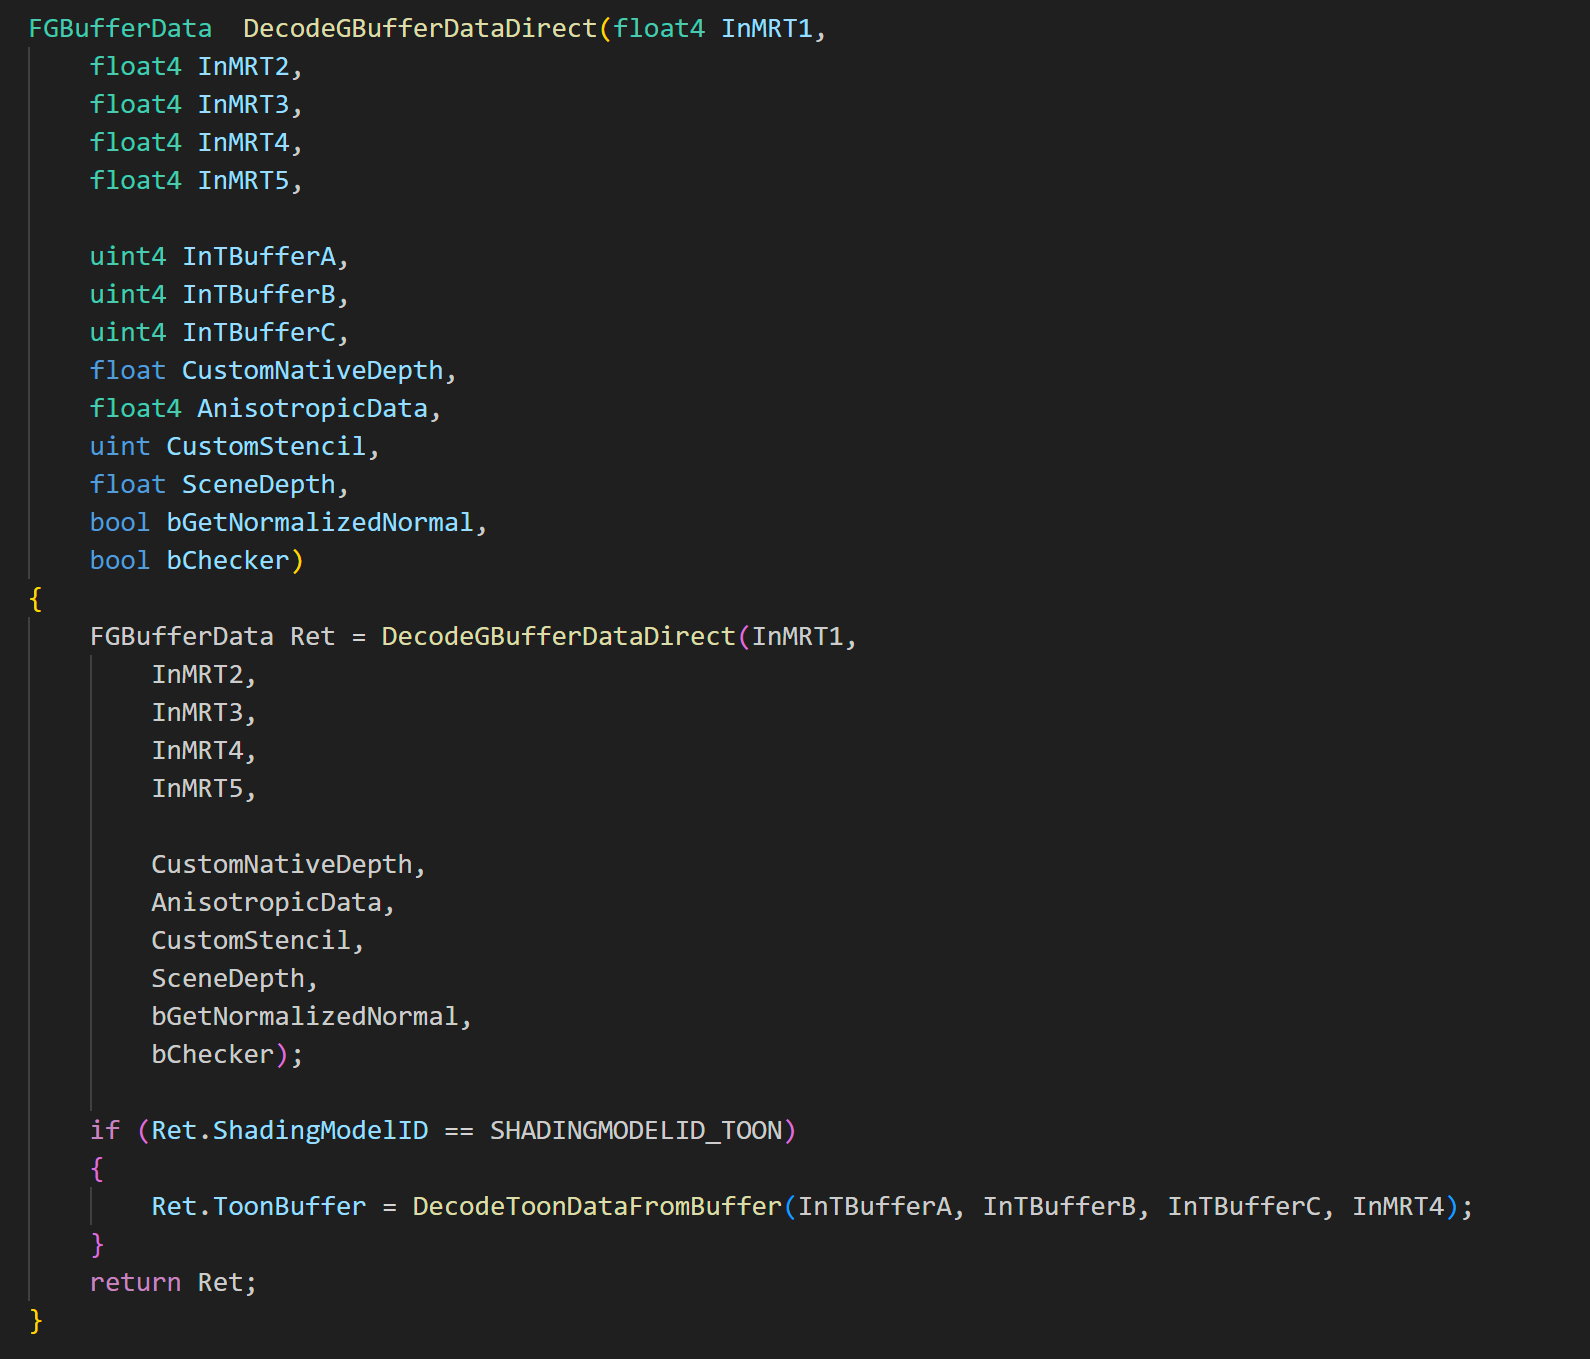 FGBufferData  DecodeGBufferDataDirect(float4 InMRT1,
    float4 InMRT2,
    float4 InMRT3,
    float4 InMRT4,
    float4 InMRT5,

    uint4 InTBufferA,
    uint4 InTBufferB,
    uint4 InTBufferC,
    float CustomNativeDepth,
    float4 AnisotropicData,
    uint CustomStencil,
    float SceneDepth,
    bool bGetNormalizedNormal,
    bool bChecker)
{
    FGBufferData Ret = DecodeGBufferDataDirect(InMRT1,
        InMRT2,
        InMRT3,
        InMRT4,
        InMRT5,

        CustomNativeDepth,
        AnisotropicData,
        CustomStencil,
        SceneDepth,
        bGetNormalizedNormal,
        bChecker);

    if (Ret.ShadingModelID == SHADINGMODELID_TOON)
    {
        Ret.ToonBuffer = DecodeToonDataFromBuffer(InTBufferA, InTBufferB, InTBufferC, InMRT4);
    }
    return Ret;
}